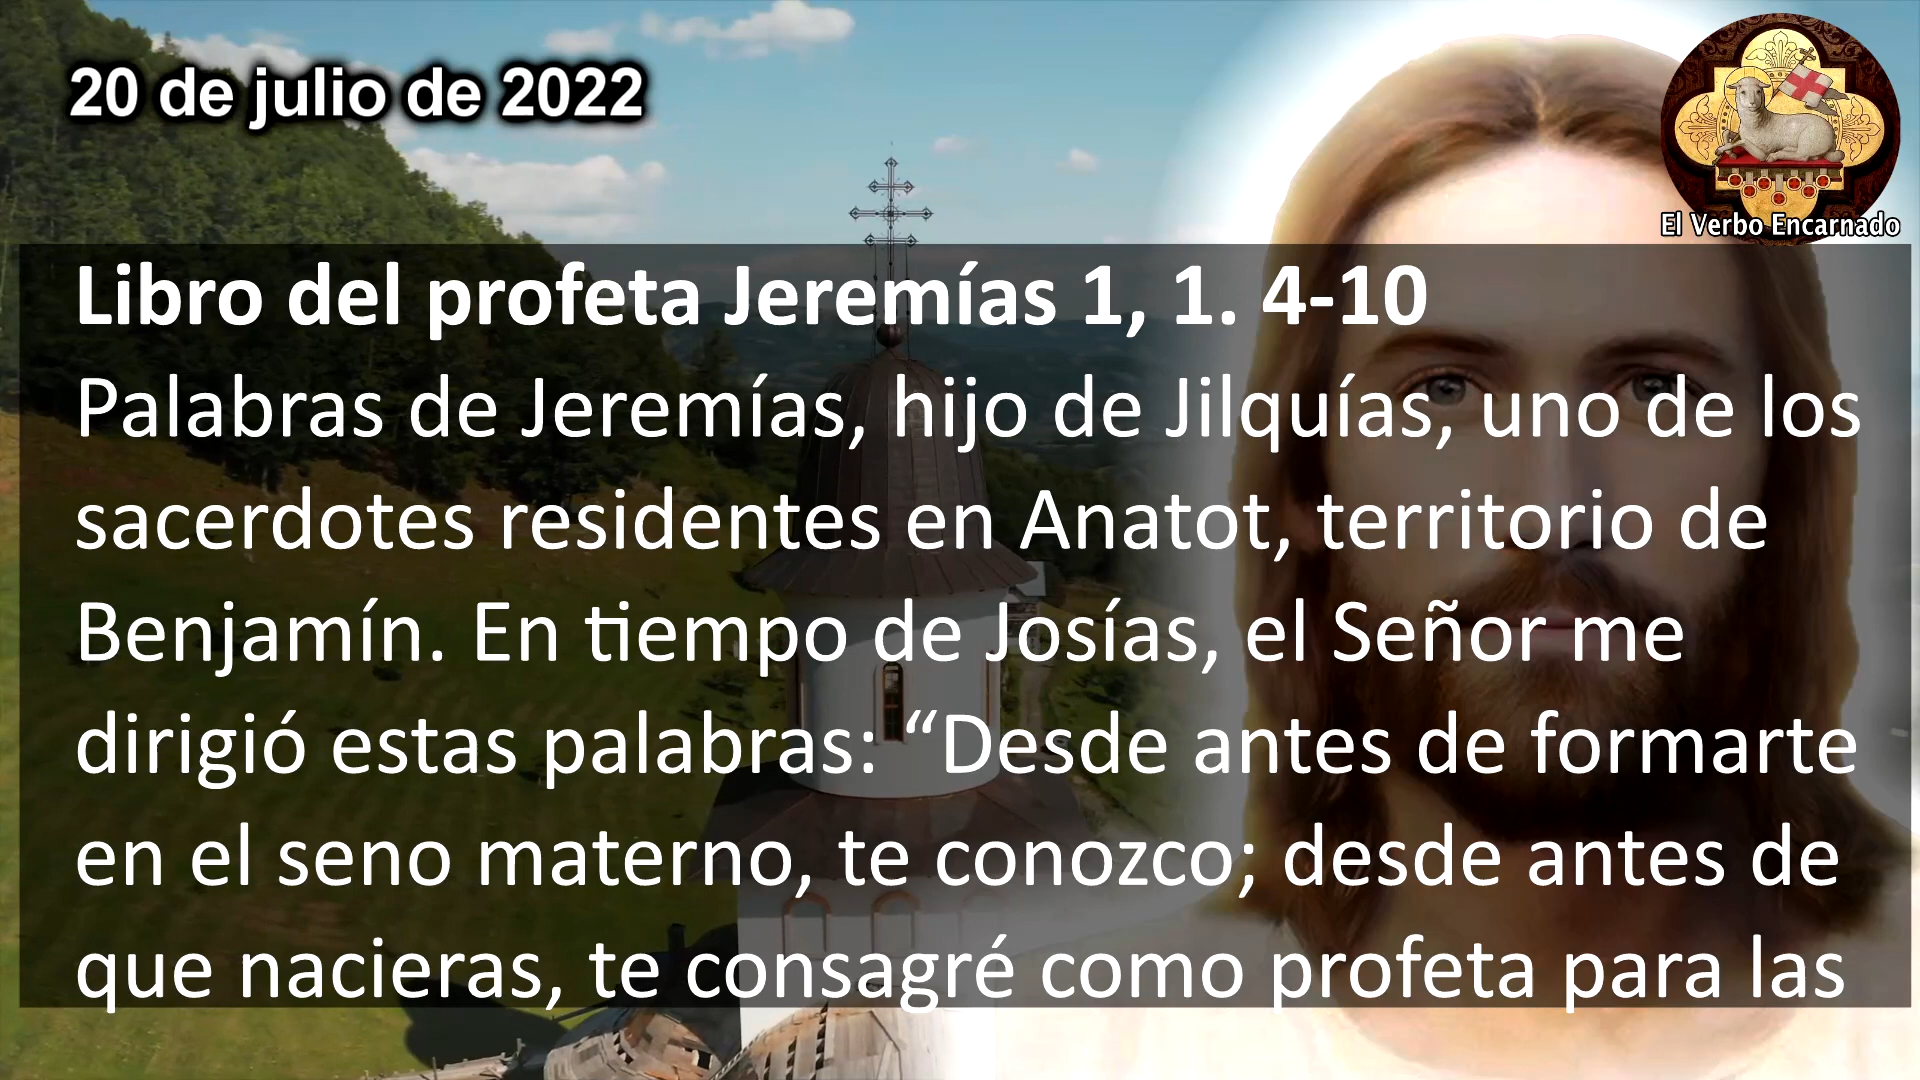 20 de julio de 2022
El Verbo Encarnado
Libro del profeta Jeremías 1, 1. 4-10
Palabras de Jeremías, hijo de Jilquías, uno de los
sacerdotes residentes en Anatot, territorio de
Benjamín. En tiempo de Josías, el Señor me
dirigió estas palabras: “Desde antes de formarte
en el seno materno, te conozco; desde antes de
que nacieras, te consagré como profeta para las